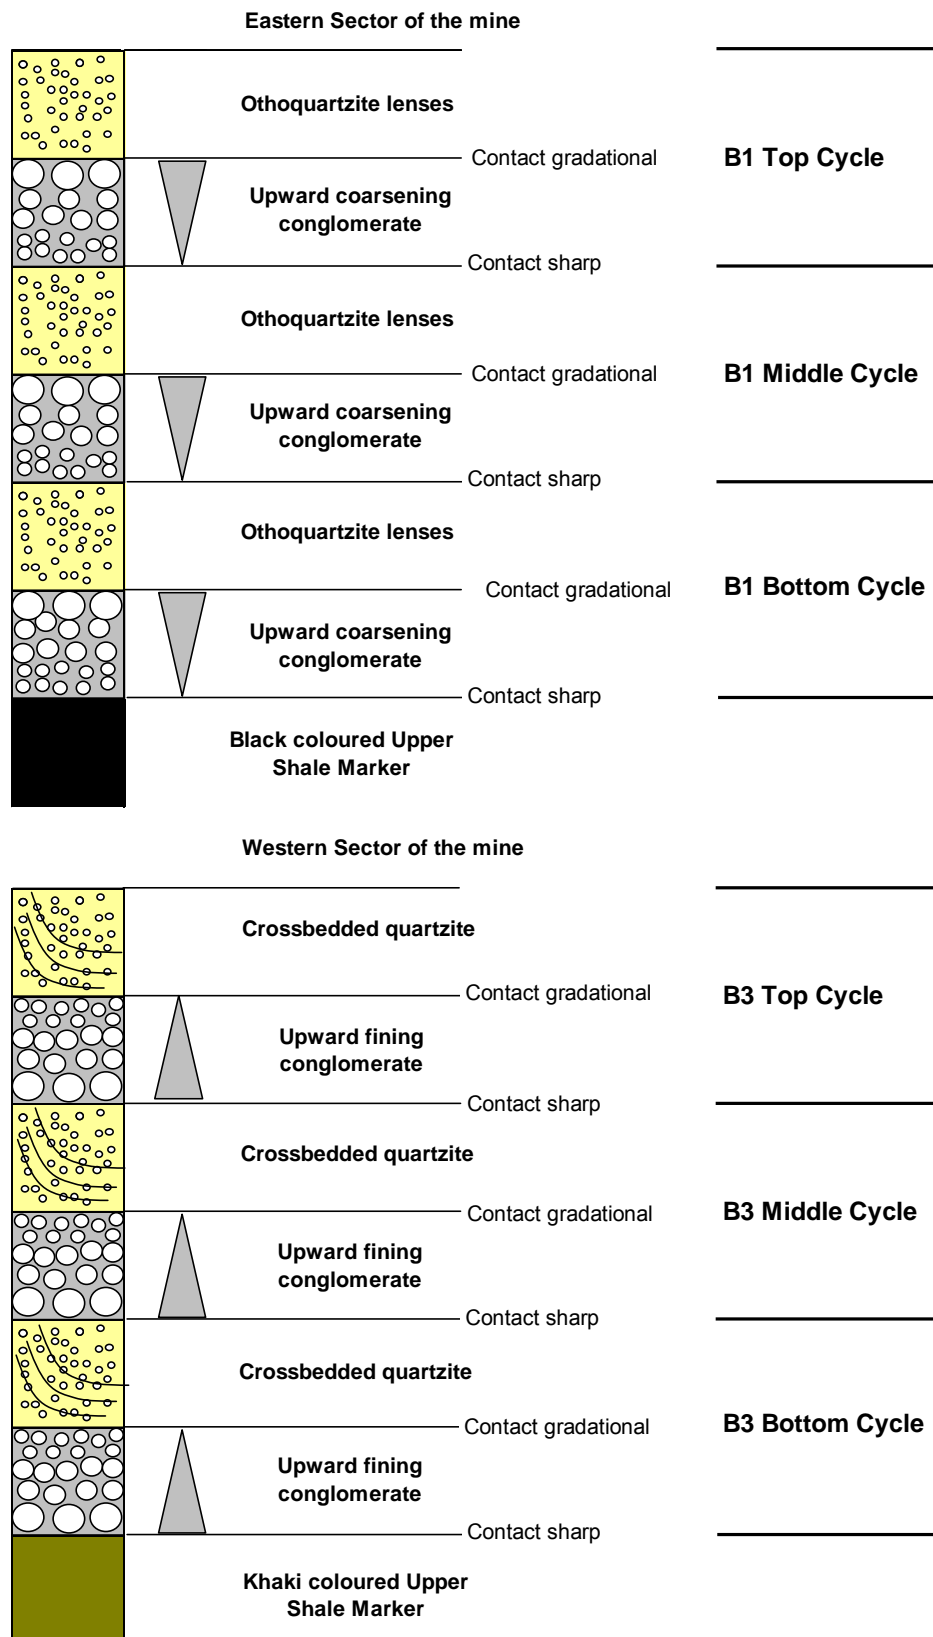 Eastern Sector of the mine
Othoquartzite lenses
Contact gradational
B1 Top Cycle
Upward coarsening
conglomerate
Contact sharp
Othoquartzite lenses
Contact gradational
B1 Middle Cycle
Upward coarsening
conglomerate
Contact sharp
Othoquartzite lenses
Contact gradational
B1 Bottom Cycle
Upward coarsening
conglomerate
Contact sharp
Black coloured Upper
Shale Marker
Western Sector of the mine
Crossbedded quartzite
Contact gradational
B3 Top Cycle
Upward fining
conglomerate
Contact sharp
Crossbedded quartzite
Contact gradational
B3 Middle Cycle
Upward fining
conglomerate
Contact sharp
Crossbedded quartzite
Contact gradational
B3 Bottom Cycle
Upward fining
conglomerate
Contact sharp
Khaki coloured Upper
Shale Marker